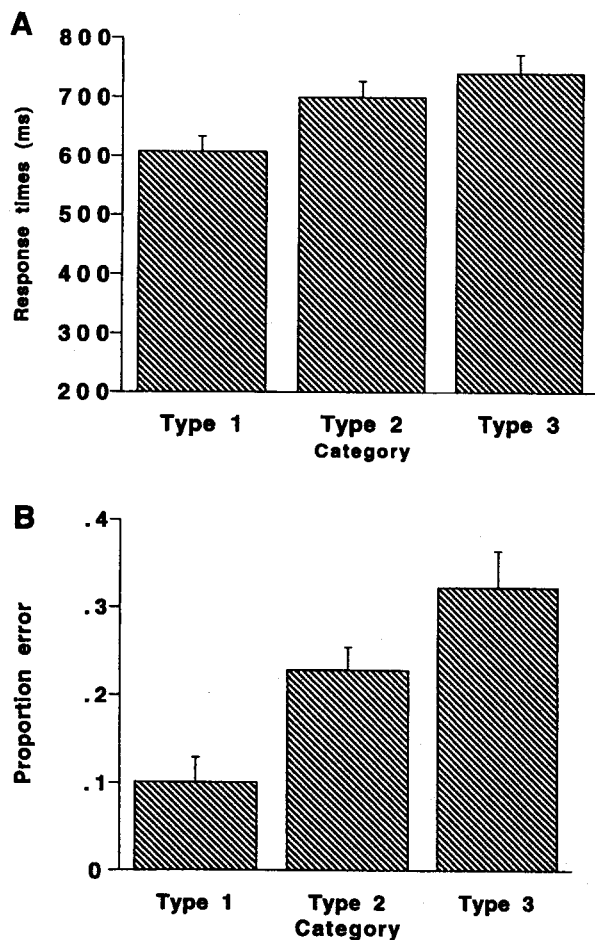 A
Response times (ms)
800
700
600
500
400
300
200
Type 1 Type 2 Type 3
Category
B
Proportion error
.4
.3
.2
.1
0
Type 1 Type 2 Type 3
Category